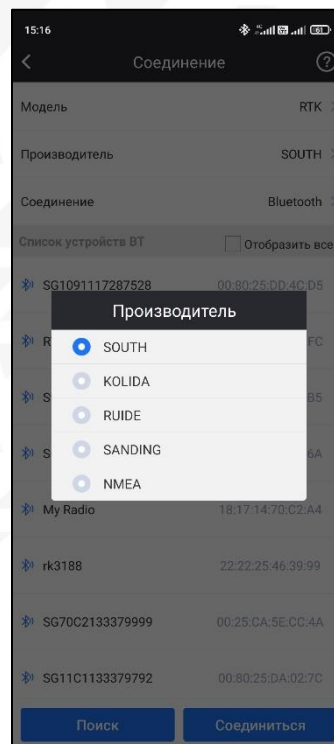 15:16
Соединение
Модель RTK
Производитель SOUTH
Соединение Bluetooth
Список устройств BT Отобразить все
SG1091117287528 00:80:25:DD:4C:D5
Производитель
SOUTH
KOLIDA
RUIDE
SANDING
NMEA
My Radio 18:17:14:70:C2:A4
rk3188 22:22:25:46:39:99
SG70C2133379999 00:25:CA:5E:CC:4A
SG11C1133379792 00:80:25:DA:02:7C
Поиск Соединиться